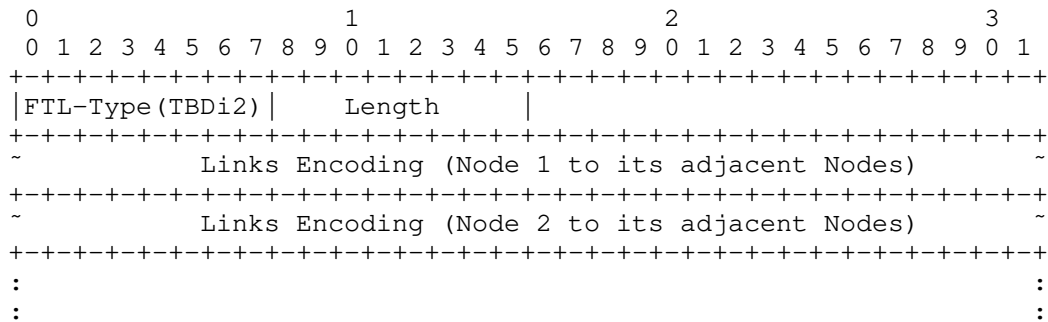 0                   1                   2                   3
 0 1 2 3 4 5 6 7 8 9 0 1 2 3 4 5 6 7 8 9 0 1 2 3 4 5 6 7 8 9 0 1
+-+-+-+-+-+-+-+-+-+-+-+-+-+-+-+-+-+-+-+-+-+-+-+-+-+-+-+-+-+-+-+-+
|FTL-Type(TBDi2)|    Length     |
+-+-+-+-+-+-+-+-+-+-+-+-+-+-+-+-+-+-+-+-+-+-+-+-+-+-+-+-+-+-+-+-+
~          Links Encoding (Node 1 to its adjacent Nodes)        ~
+-+-+-+-+-+-+-+-+-+-+-+-+-+-+-+-+-+-+-+-+-+-+-+-+-+-+-+-+-+-+-+-+
~          Links Encoding (Node 2 to its adjacent Nodes)        ~
+-+-+-+-+-+-+-+-+-+-+-+-+-+-+-+-+-+-+-+-+-+-+-+-+-+-+-+-+-+-+-+-+
:                                                               :
:                                                               :